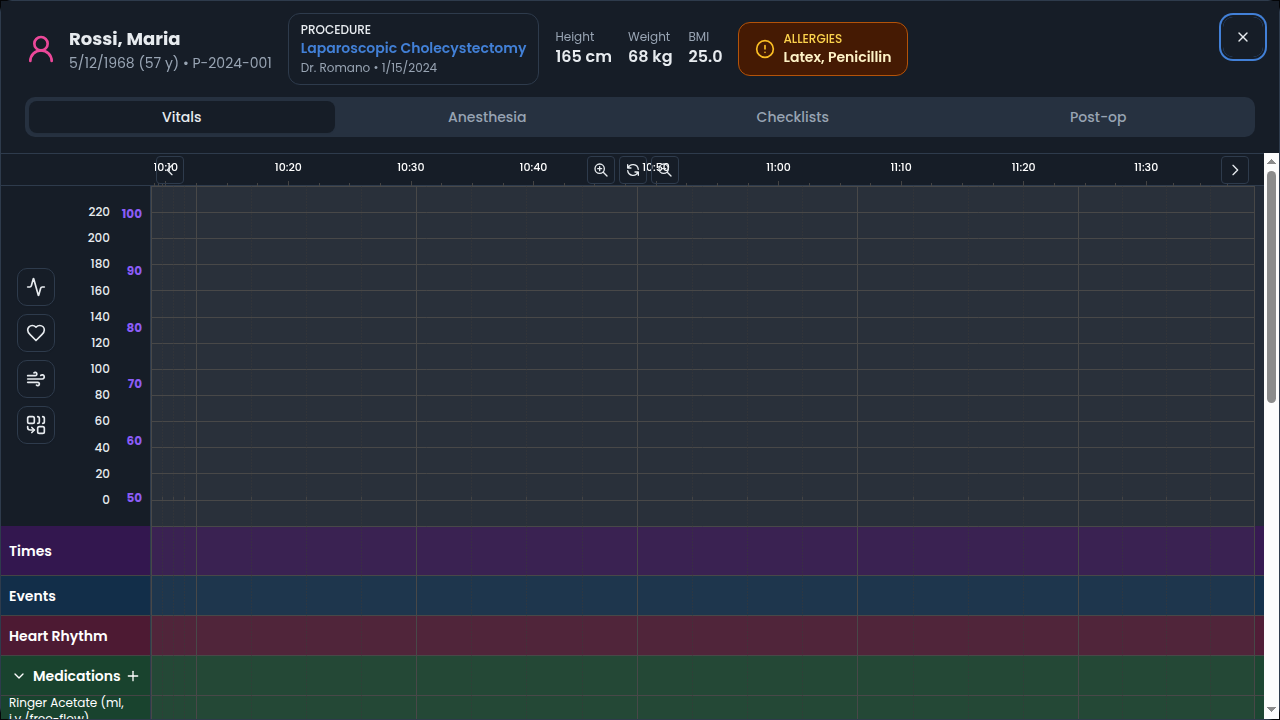 Rossi, Maria
5/12/1968 (57 y) • P-2024-001
PROCEDURE
Laparoscopic Cholecystectomy
Dr. Romano • 1/15/2024
Height
165 cm
Weight
68 kg
BMI
25.0
ALLERGIES
Latex, Penicillin
Vitals
Anesthesia
Checklists
Post-op
10:10 10:20 10:30 10:40 10:50 11:00 11:10 11:20 11:30
220
200
180
160
140
120
100
80
60
40
20
0
100
90
80
70
60
50
Times
Events
Heart Rhythm
Medications
Ringer Acetate (ml,
i.v./free-flow)